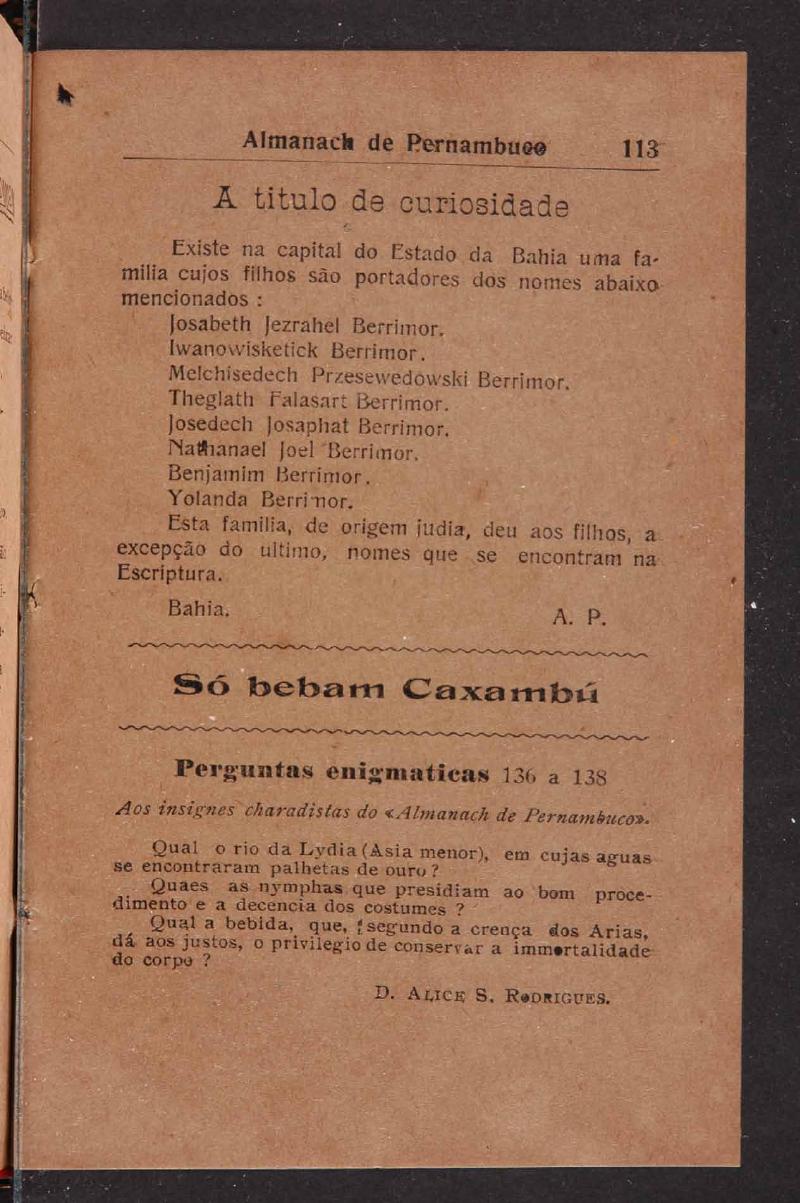 Almanach de Pernambuco 113
A titulo de curiosidade
Existe na capital do Estado da Bahia uma fa-
milia cujos filhos são portadores dos nomes abaixo
mencionados :
Josabeth Jezrahel Berrimor.
Iwanowisketick Berrimor.
Melchisedech Przesewedowski Berrimor.
Theglath Falasart Berrimor.
Josedech Josaphat Berrimor.
Nathanael Joel Berrimor.
Benjamim Berrimor.
Yolanda Berrimor.
Esta familia, de origem judia, deu aos filhos, a
excepção do ultimo, nomes que se encontram na
Escriptura.
Bahia.
A. P.
Só bebam Caxambú
Perguntas enigmaticas 136 a 138
Aos insignes charadistas do «Almanach de Pernambuco».
Qual o rio da Lydia (Asia menor), em cujas aguas
se encontraram palhetas de ouro ?
Quaes as nymphas que presidiam ao bom proce-
dimento e a decencia dos costumes ?
Qual a bebida, que, segundo a crença dos Arias,
dá aos justos, o privilegio de conservar a immortalidade
do corpo ?
D. ALICE S. RODRIGUES.